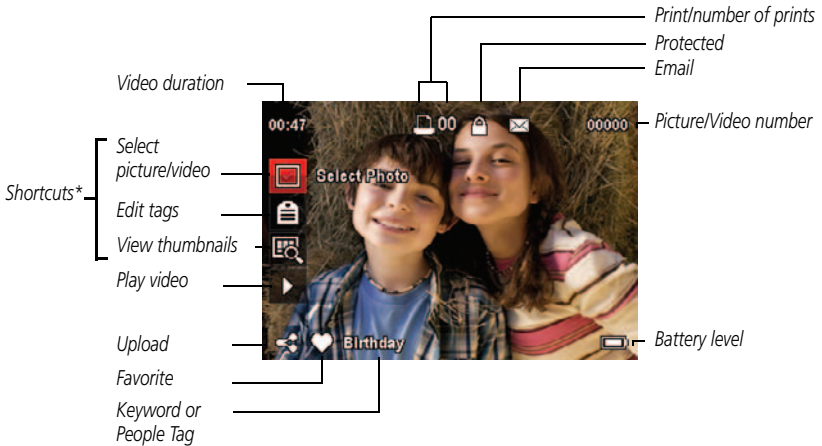 Print/number of prints
Protected
Email
Video duration
00:47
00
00000
Picture/Video number
Shortcuts*
Select
picture/video
Select Photo
Edit tags
View thumbnails
Play video
Upload
Favorite
Birthday
Battery level
Keyword or
People Tag